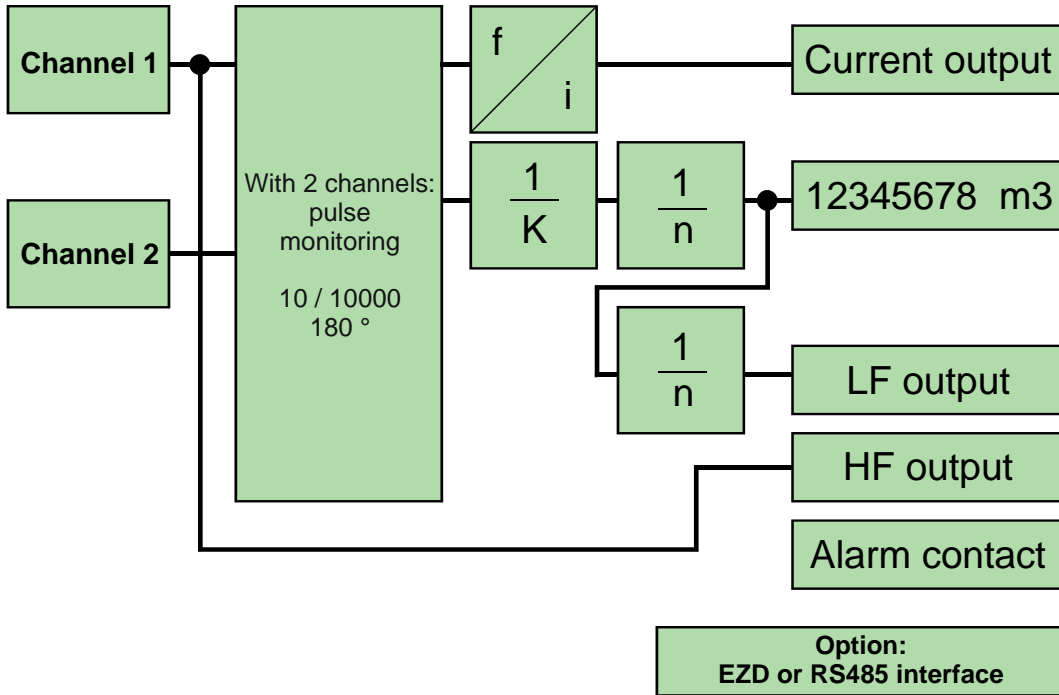 Channel 1
f
i
Current output
With 2 channels:
pulse
monitoring
10 / 10000
180 °
1
K
1
n
12345678 m3
Channel 2
1
n
LF output
HF output
Alarm contact
Option:
EZD or RS485 interface